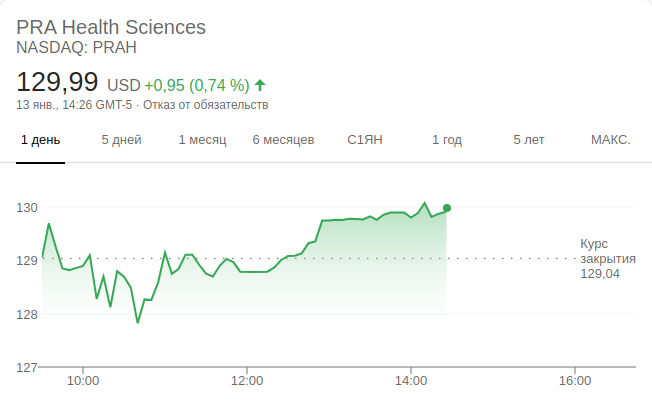 PRA Health Sciences
NASDAQ: PRAH
129,99 USD +0,95 (0,74 %) ↑
13 янв., 14:26 GMT-5 · Отказ от обязательств
1 день 5 дней 1 месяц 6 месяцев С1ЯН 1 год 5 лет МАКС.
130
129
128
127
Курс
закрытия
129,04
10:00 12:00 14:00 16:00